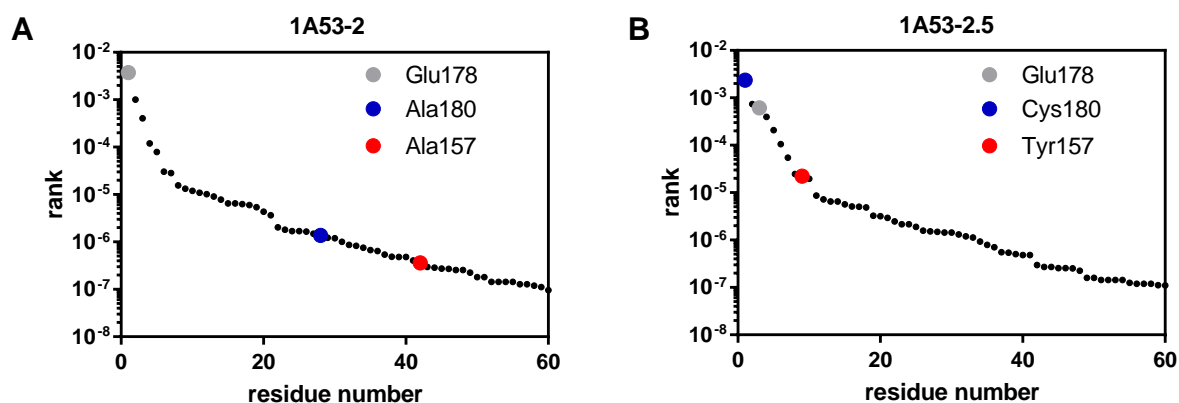 A
1A53-2
10-2
10-3
10-4
10-5
10-6
10-7
10-8
rank
Glu178
Ala180
Ala157
0 20 40 60
residue number
B
1A53-2.5
10-2
10-3
10-4
10-5
10-6
10-7
10-8
rank
Glu178
Cys180
Tyr157
0 20 40 60
residue number